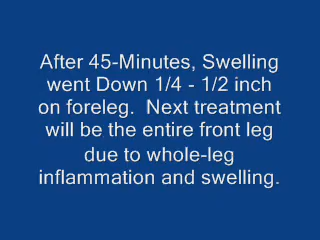 After 45-Minutes, Swelling
went Down 1/4 - 1/2 inch
on foreleg.  Next treatment
will be the entire front leg
due to whole-leg
inflammation and swelling.